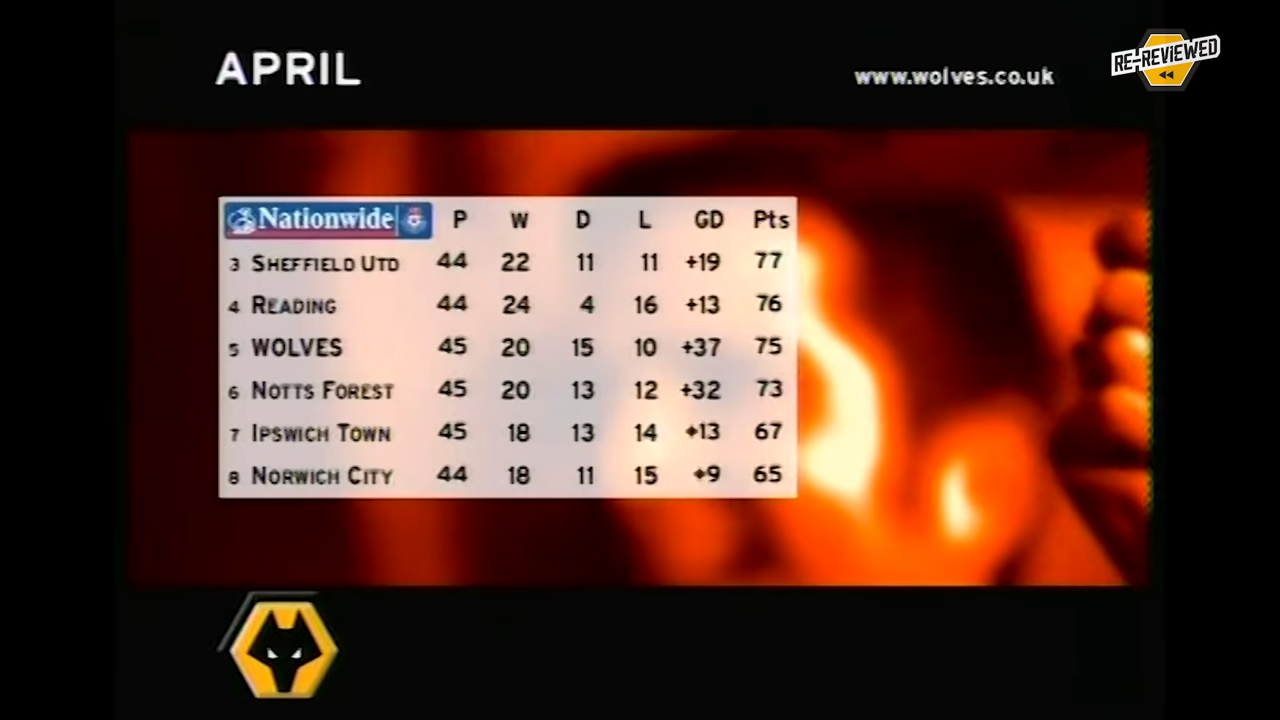 APRIL
www.wolves.co.uk
RE-REVIEWED
Nationwide P W D L GD Pts
3 SHEFFIELD UTD 44 22 11 11 +19 77
4 READING 44 24 4 16 +13 76
5 WOLVES 45 20 15 10 +37 75
6 NOTTS FOREST 45 20 13 12 +32 73
7 IPSWICH TOWN 45 18 13 14 +13 67
8 NORWICH CITY 44 18 11 15 +9 65